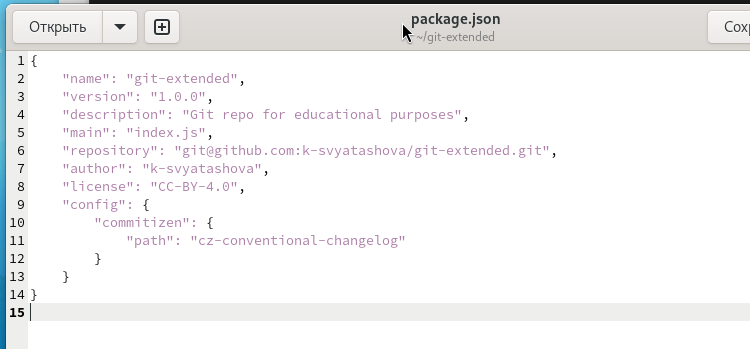 Открыть
package.json
~/git-extended
1 {
2     "name": "git-extended",
3     "version": "1.0.0",
4     "description": "Git repo for educational purposes",
5     "main": "index.js",
6     "repository": "git@github.com:k-svyatashova/git-extended.git",
7     "author": "k-svyatashova",
8     "license": "CC-BY-4.0",
9     "config": {
10         "commitizen": {
11             "path": "cz-conventional-changelog"
12         }
13     }
14 }
15